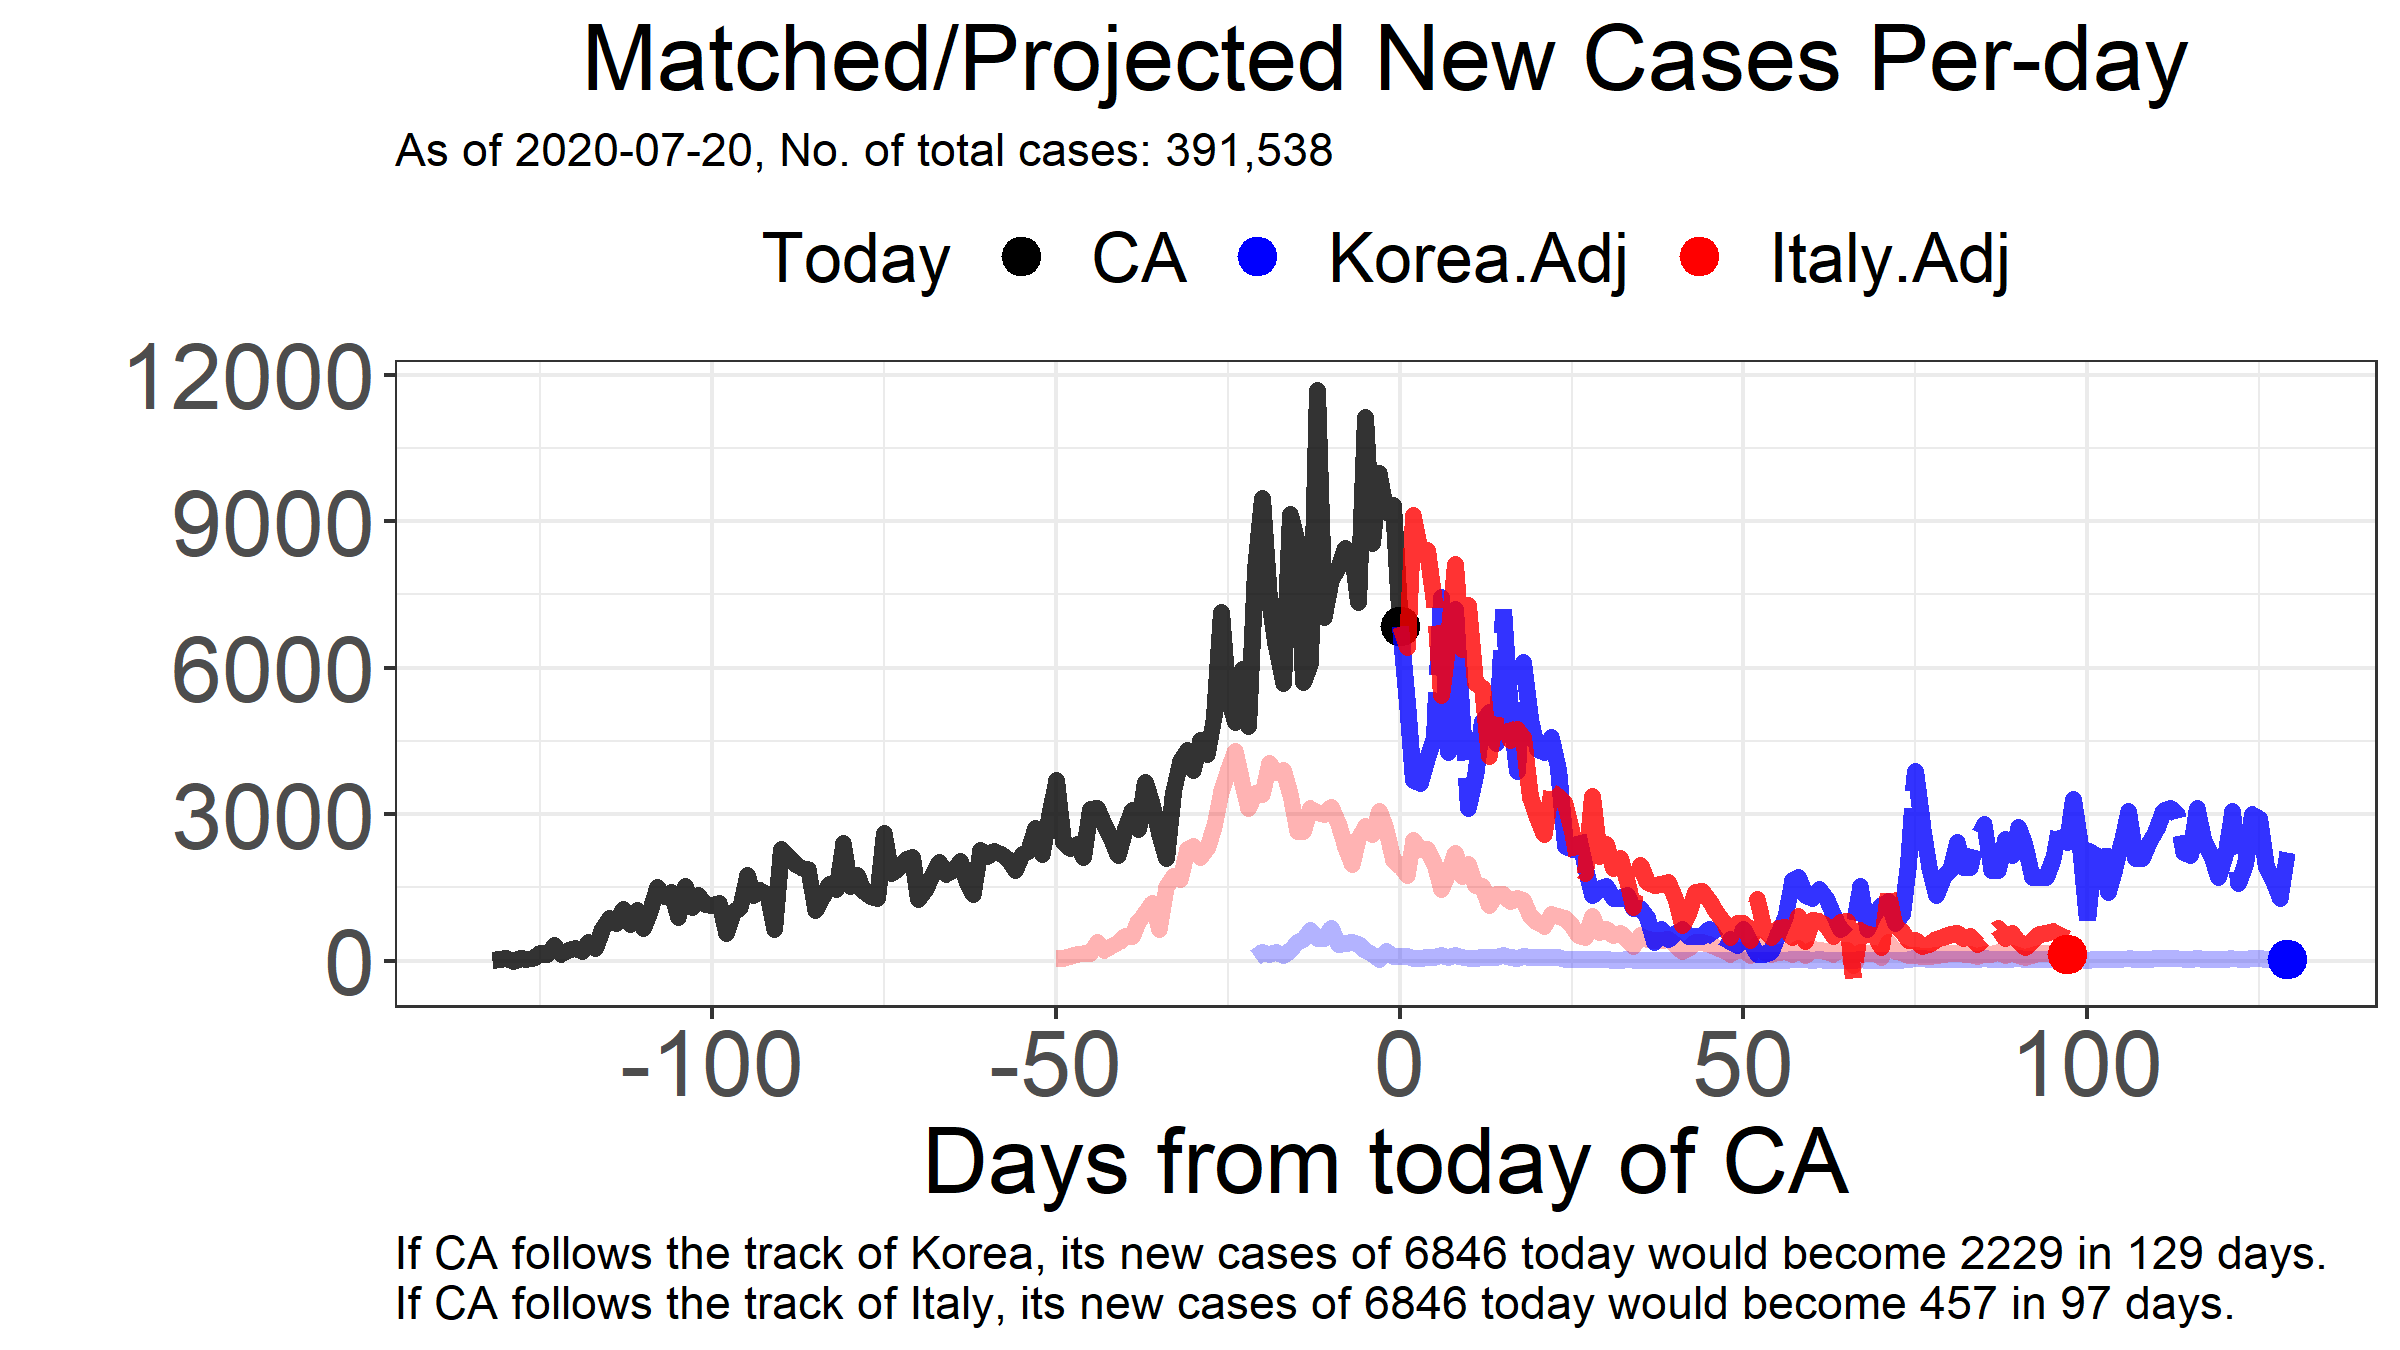 Matched/Projected New Cases Per-day
As of 2020-07-20, No. of total cases: 391,538
Today CA Korea.Adj Italy.Adj
12000
9000
6000
3000
0
-100 -50 0 50 100
Days from today of CA
If CA follows the track of Korea, its new cases of 6846 today would become 2229 in 129 days.
If CA follows the track of Italy, its new cases of 6846 today would become 457 in 97 days.